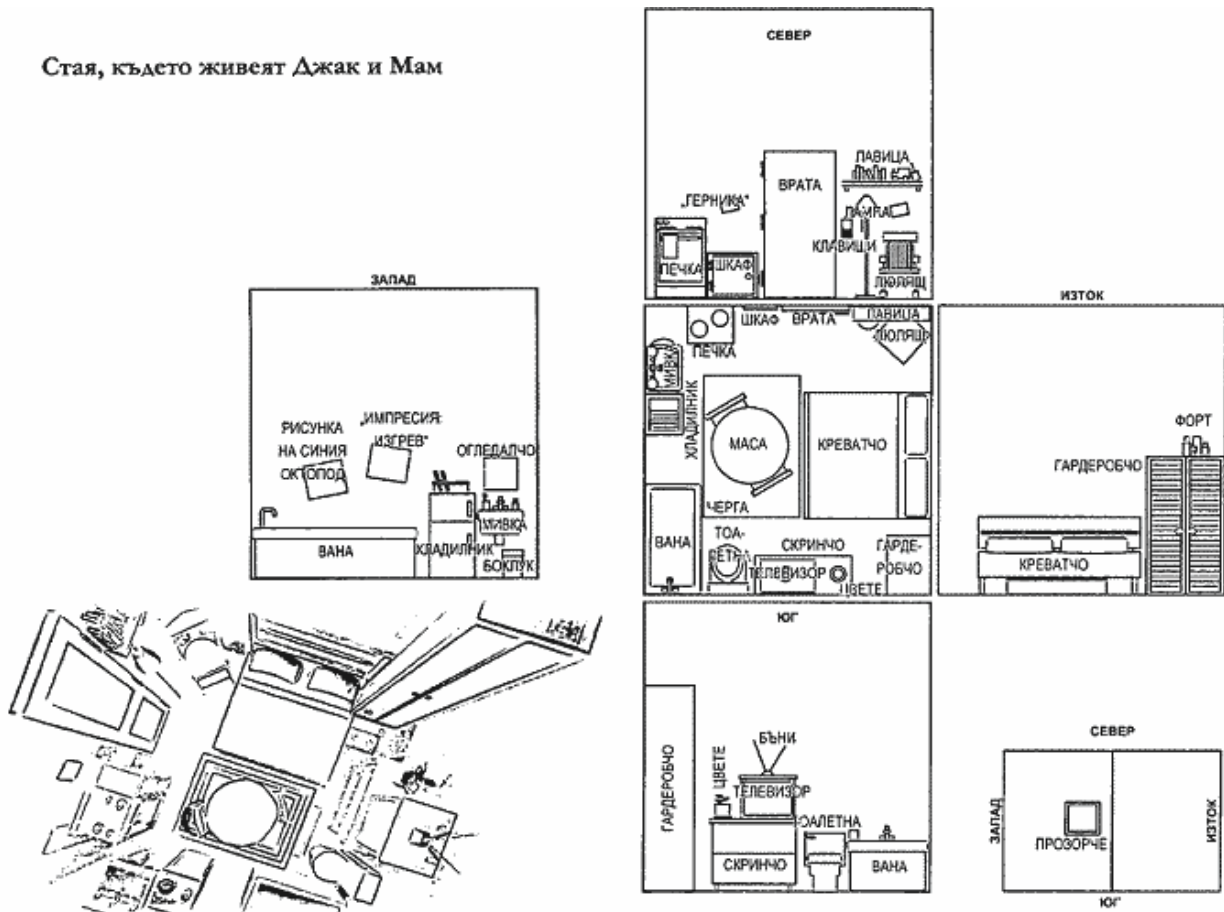 Стая, където живеят Джак и Мам
СЕВЕР
ЛАВИЦА
ВРАТА
„ГЕРНИКА"
ЛАМПА
КЛАВИШИ
ПЕЧКА
ШКАФ
ЛЮЛЯЩ
ЗАПАД
РИСУНКА
НА СИНИЯ
ОКТОПОД
„ИМПРЕСИЯ:
ИЗГРЕВ"
ОГЛЕДАЛЧО
МИВКА
ВАНА
ХЛАДИЛНИК
БОКЛУК
ШКАФ
ВРАТА
ЛАВИЦА
ЛЮЛЯЩ
ПЕЧКА
МИВКА
ХЛАДИЛНИК
МАСА
КРЕВАТЧО
ЧЕРГА
ВАНА
ТОА-
ЛЕТНА
СКРИНЧО
ТЕЛЕВИЗОР
ЦВЕТЕ
ГАРДЕ-
РОБЧО
ИЗТОК
ФОРТ
ГАРДЕРОБЧО
КРЕВАТЧО
ЮГ
ГАРДЕРОБЧО
ЦВЕТЕ
БЪНИ
ТЕЛЕВИЗОР
ТОАЛЕТНА
СКРИНЧО
ВАНА
СЕВЕР
ЗАПАД
ПРОЗОРЧЕ
ИЗТОК
ЮГ